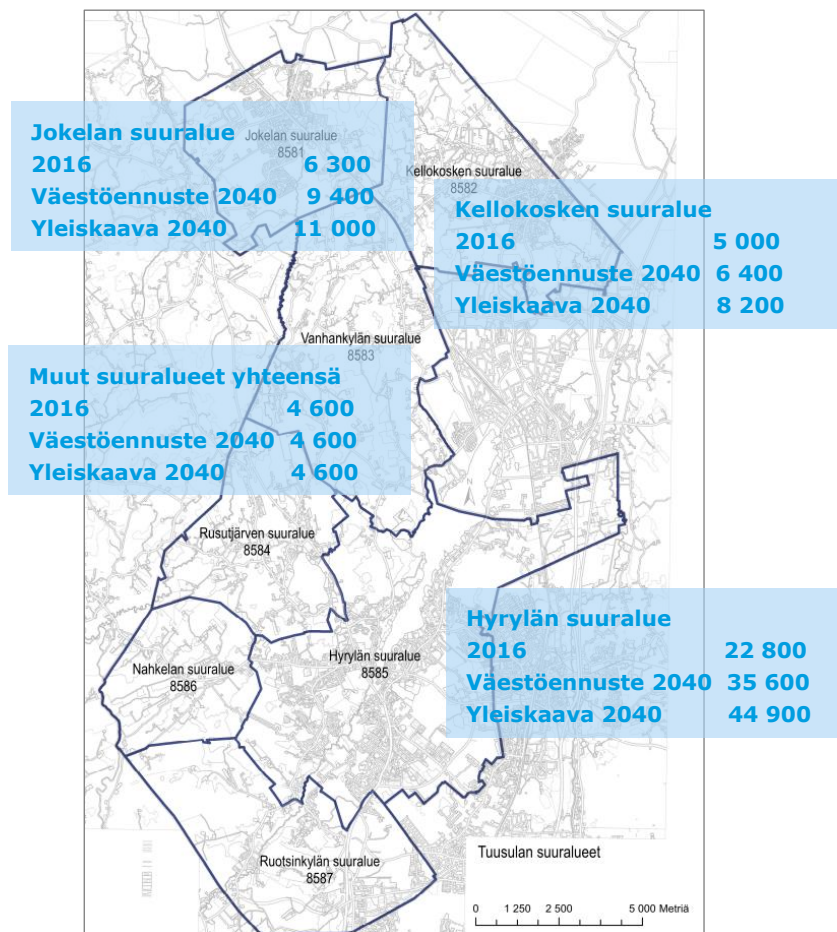 Jokelan suuralue
2016 6 300
Väestöennuste 2040 9 400
Yleiskaava 2040 11 000
Jokelan suuralue
8581
Kellokosken suuralue
8582
Kellokosken suuralue
2016 5 000
Väestöennuste 2040 6 400
Yleiskaava 2040 8 200
Vanhankylän suuralue
8583
Muut suuralueet yhteensä
2016 4 600
Väestöennuste 2040 4 600
Yleiskaava 2040 4 600
N
Rusutjärven suuralue
8584
Hyrylän suuralue
2016 22 800
Väestöennuste 2040 35 600
Yleiskaava 2040 44 900
Hyrylän suuralue
8585
Nahkelan suuralue
8586
Ruotsinkylän suuralue
8587
Tuusulan suuralueet
0 1 250 2 500 5 000 Metriä